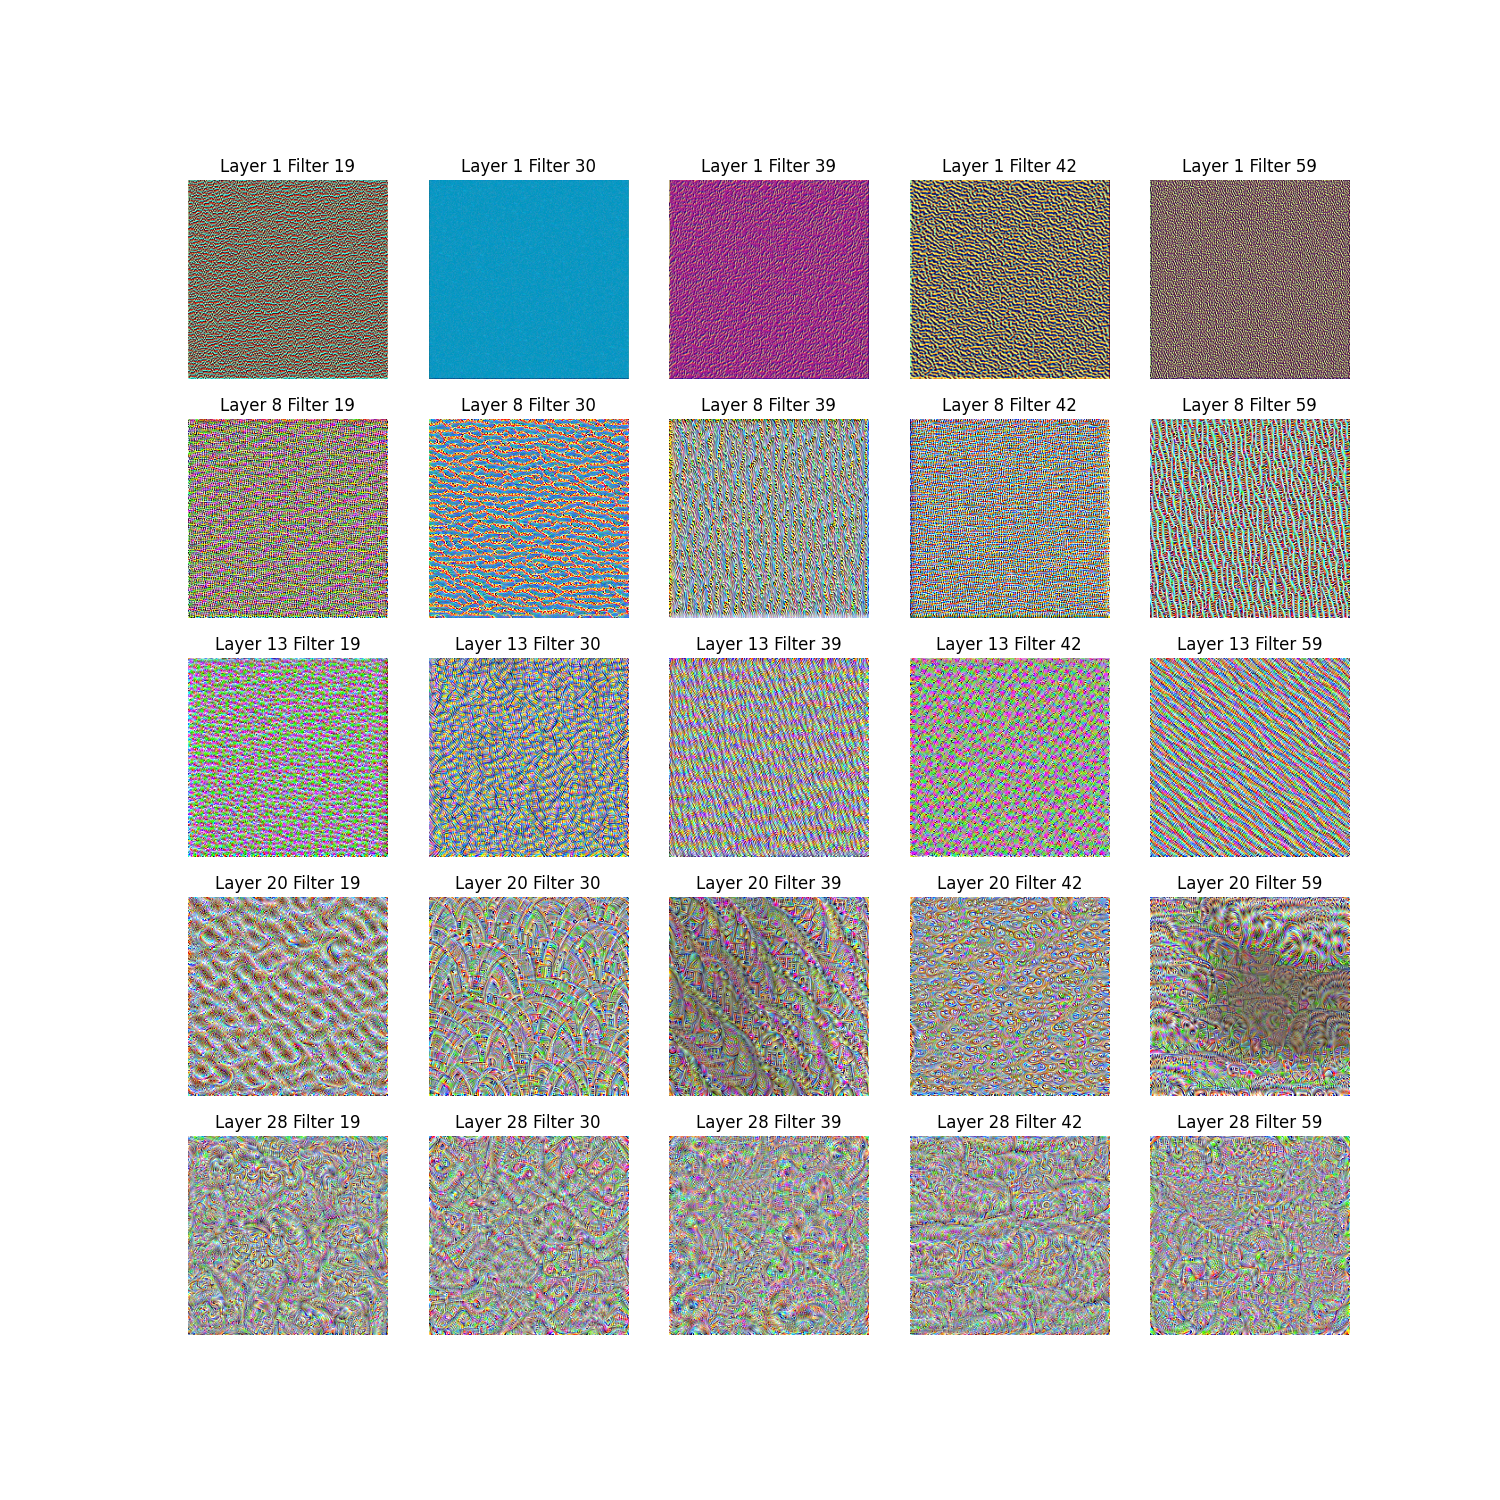 Layer 1 Filter 19
Layer 1 Filter 30
Layer 1 Filter 39
Layer 1 Filter 42
Layer 1 Filter 59
Layer 8 Filter 19
Layer 8 Filter 30
Layer 8 Filter 39
Layer 8 Filter 42
Layer 8 Filter 59
Layer 13 Filter 19
Layer 13 Filter 30
Layer 13 Filter 39
Layer 13 Filter 42
Layer 13 Filter 59
Layer 20 Filter 19
Layer 20 Filter 30
Layer 20 Filter 39
Layer 20 Filter 42
Layer 20 Filter 59
Layer 28 Filter 19
Layer 28 Filter 30
Layer 28 Filter 39
Layer 28 Filter 42
Layer 28 Filter 59